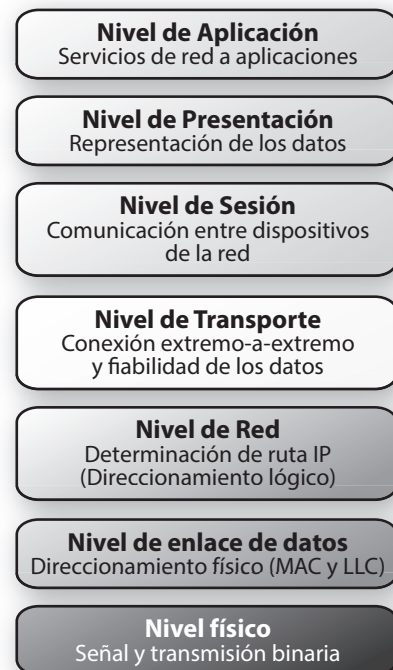 Nivel de Aplicación
Servicios de red a aplicaciones
Nivel de Presentación
Representación de los datos
Nivel de Sesión
Comunicación entre dispositivos
de la red
Nivel de Transporte
Conexión extremo-a-extremo
y fiabilidad de los datos
Nivel de Red
Determinación de ruta IP
(Direccionamiento lógico)
Nivel de enlace de datos
Direccionamiento físico (MAC y LLC)
Nivel físico
Señal y transmisión binaria